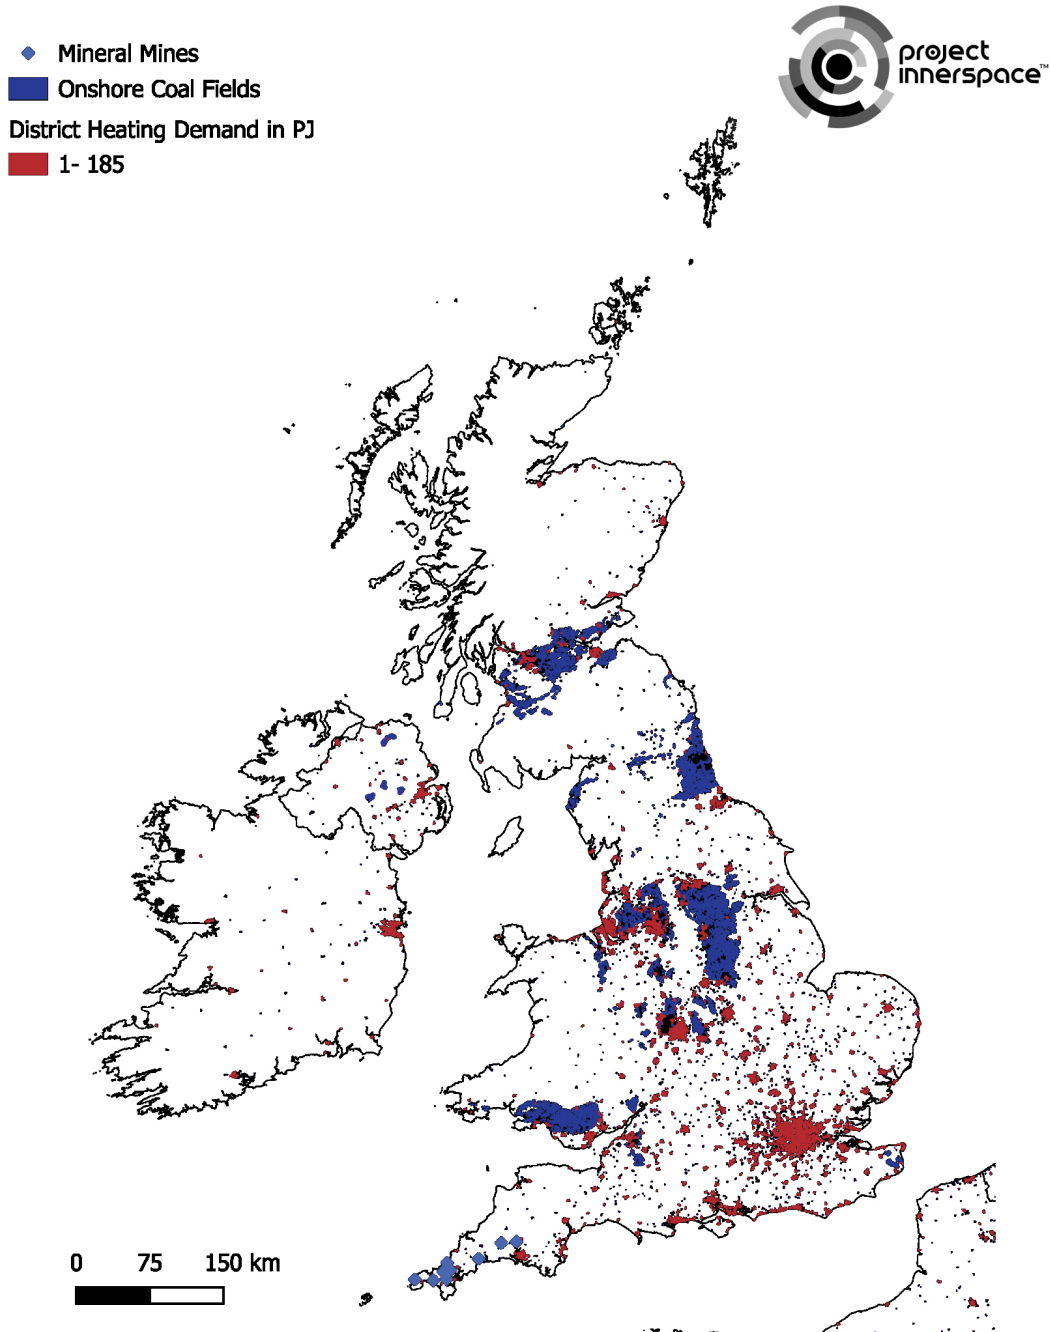 Mineral Mines
Onshore Coal Fields
District Heating Demand in PJ
1- 185
project
innerspace™
0 75 150 km